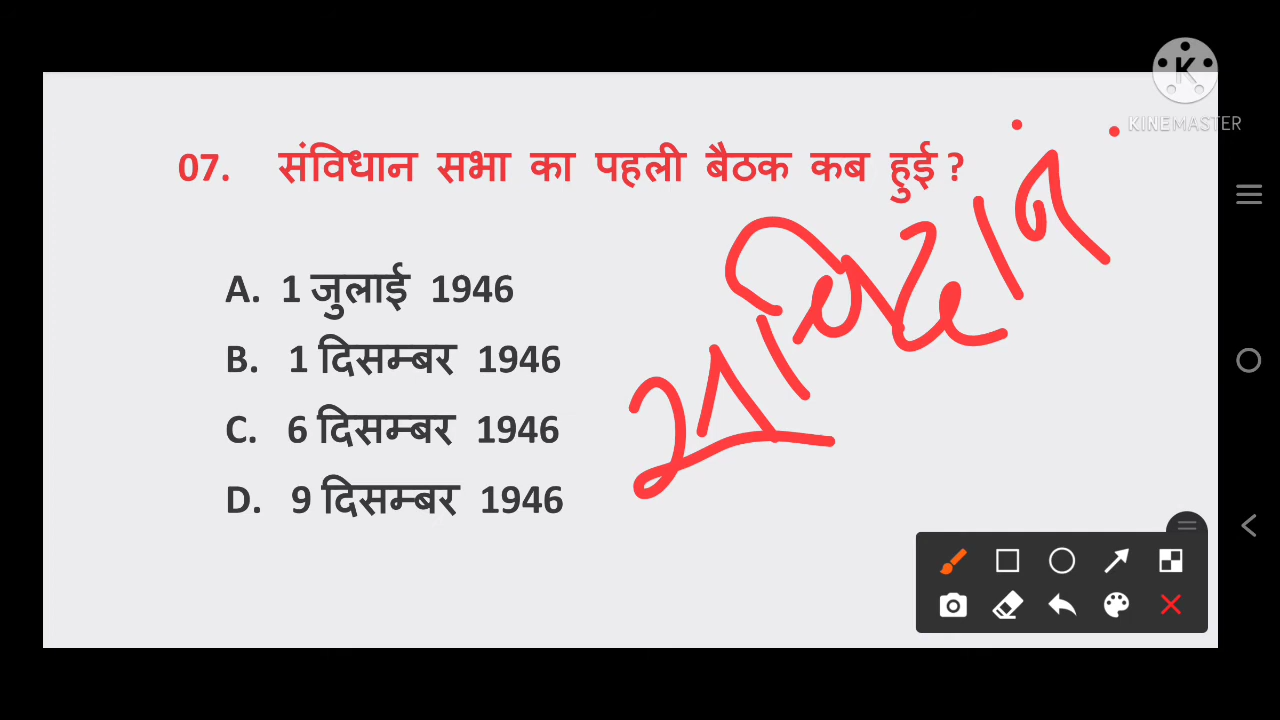 KINEMASTER
07. संविधान सभा का पहली बैठक कब हुई ?
A. 1 जुलाई 1946
B. 1 दिसम्बर 1946
C. 6 दिसम्बर 1946
D. 9 दिसम्बर 1946